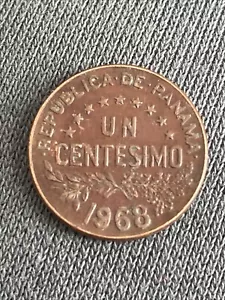 REPUBLICA·DE·PANAMA
UN
CENTESIMO
1968